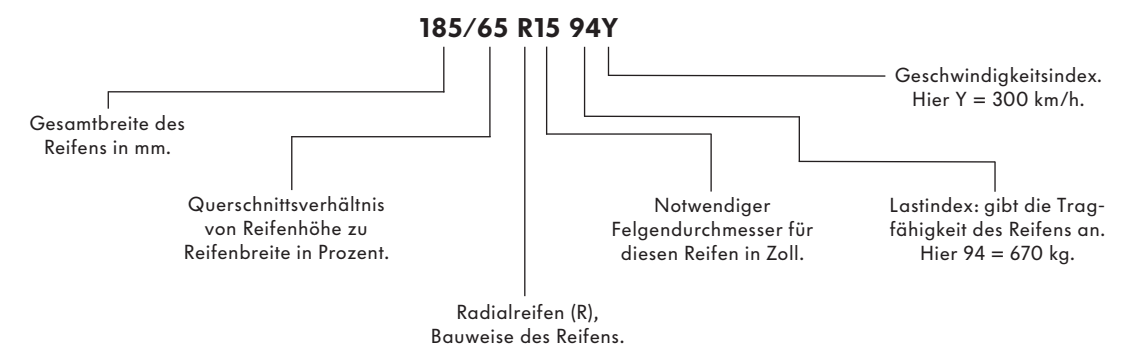 185/65 R15 94Y
Geschwindigkeitsindex.
Hier Y = 300 km/h.
Gesamtbreite des
Reifens in mm.
Querschnittsverhältnis
von Reifenhöhe zu
Reifenbreite in Prozent.
Notwendiger
Felgendurchmesser für
diesen Reifen in Zoll.
Lastindex: gibt die Trag-
fähigkeit des Reifens an.
Hier 94 = 670 kg.
Radialreifen (R),
Bauweise des Reifens.